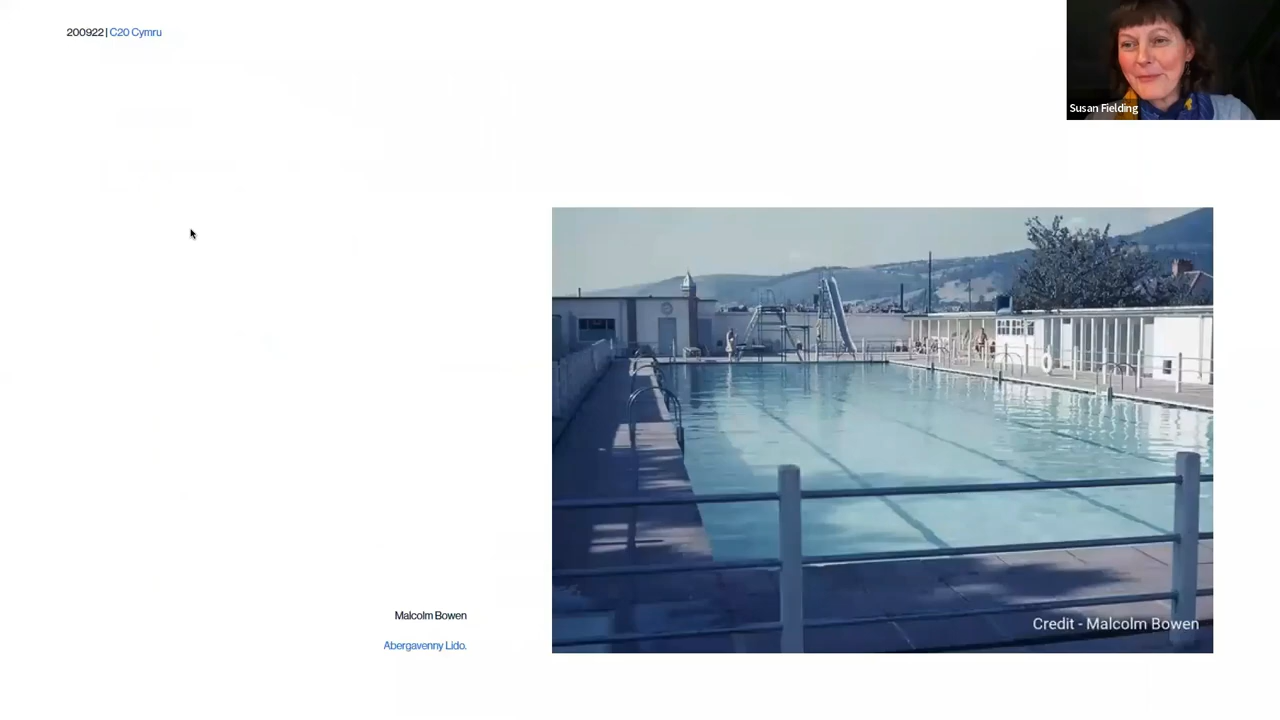 200922 | C20 Cymru
Susan Fielding
Malcolm Bowen
Abergavenny Lido.
Credit - Malcolm Bowen